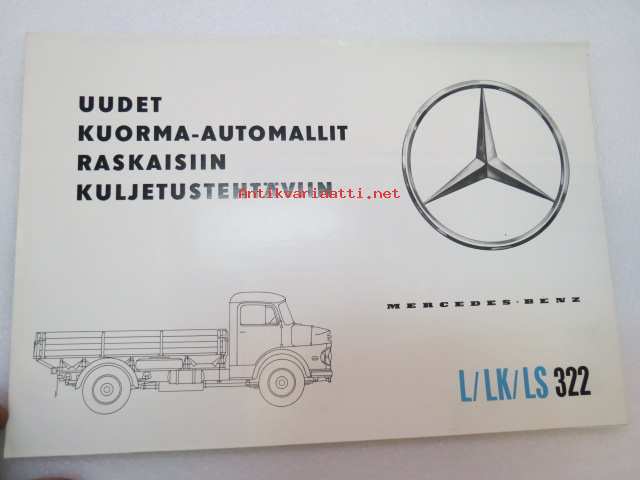 UUDET
KUORMA-AUTOMALLIT
RASKAISIIN
KULJETUSTEHTÄVIIN
Antikvariaatti.net
MERCEDES-BENZ
L/LK/LS 322